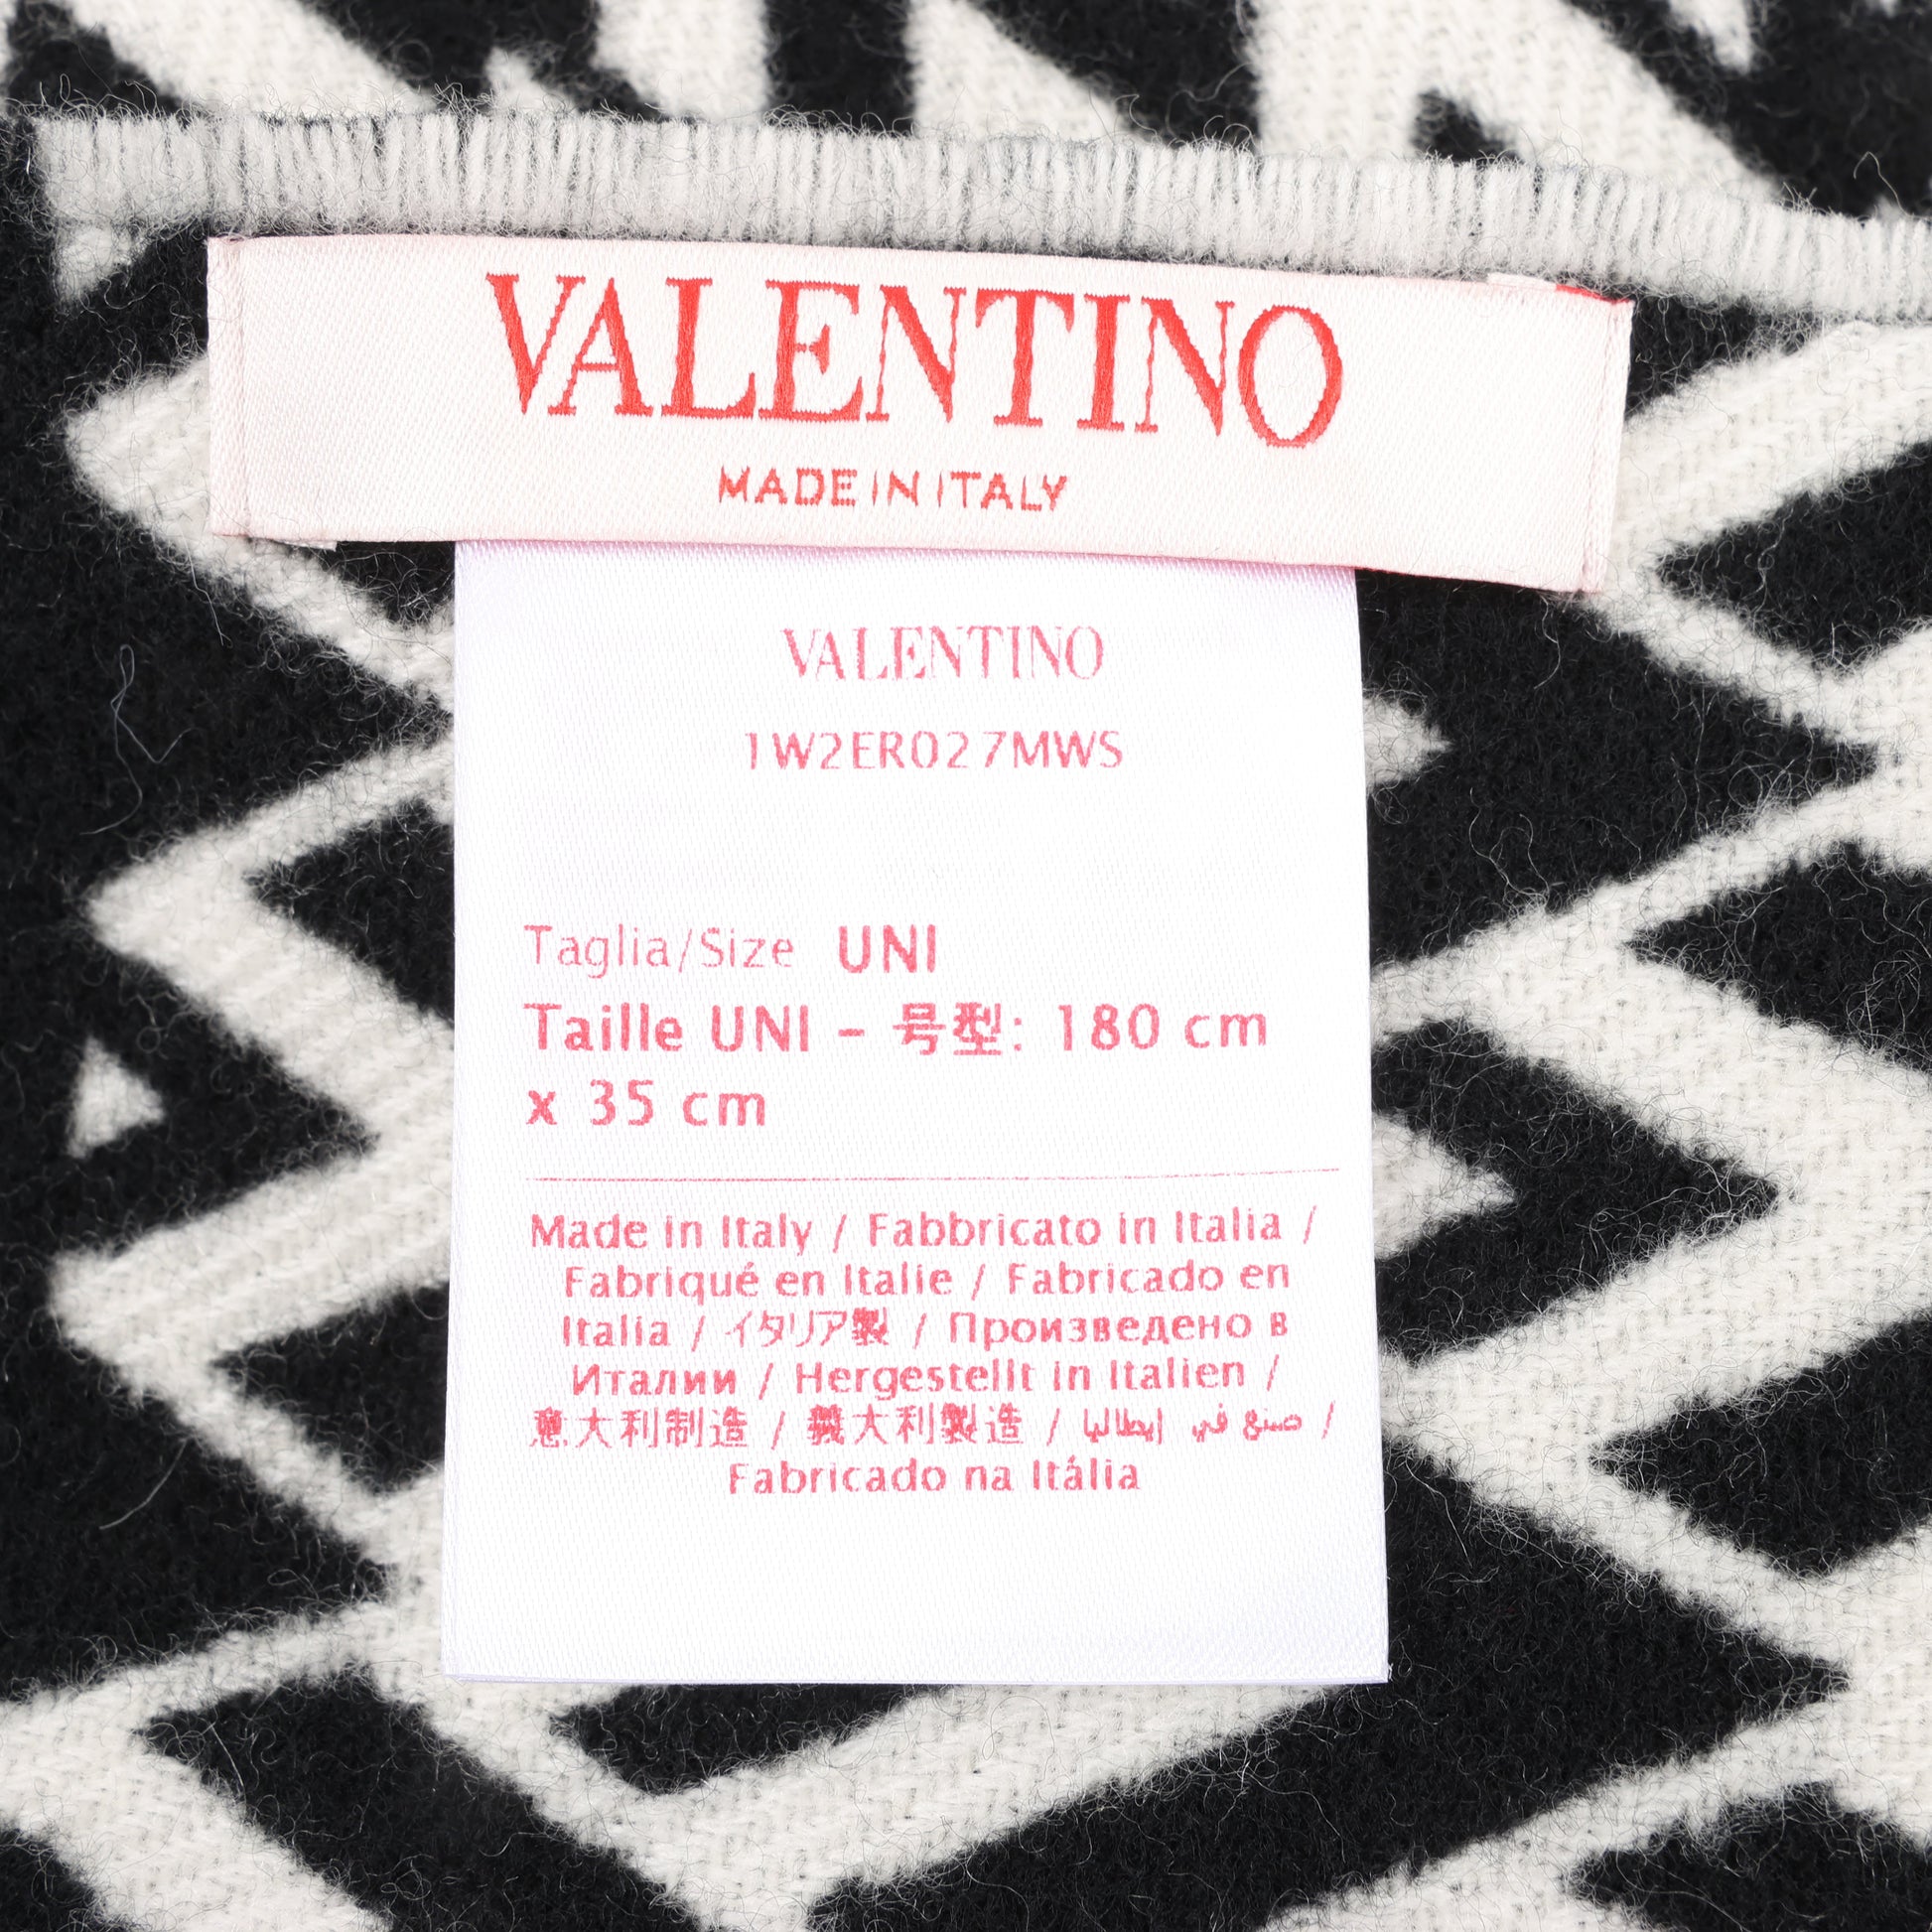 VALENTINO
MADE IN ITALY
VALENTINO
1W2ER027MWS
Taglia/Size UNI
Taille UNI - 号型: 180 cm
x 35 cm
Made in Italy / Fabbricato in Italia /
Fabriqué en Italie / Fabricado en
Italia / イタリア製 / Произведено в
Италии / Hergestellt in Italien /
意大利制造 / 義大利製造 / صنع في إيطاليا /
Fabricado na Itália